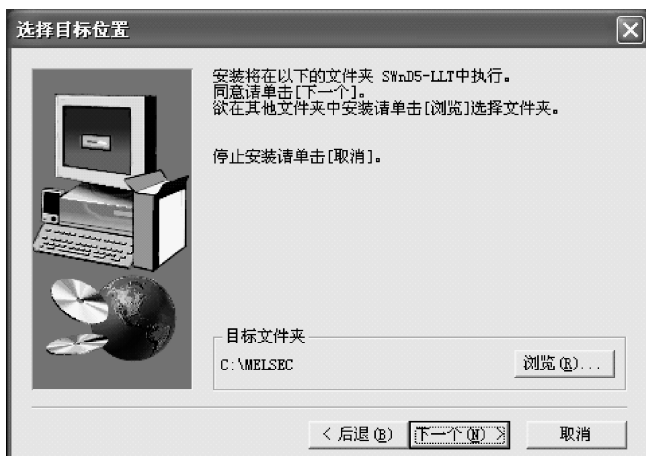 选择目标位置
安装将在以下的文件夹 SWnD5-LLT中执行。
同意请单击[下一个]。
欲在其他文件夹中安装请单击[浏览]选择文件夹。
停止安装请单击[取消]。
目标文件夹
C:\MELSEC
浏览(R)...
< 后退(B)
下一个(N) >
取消